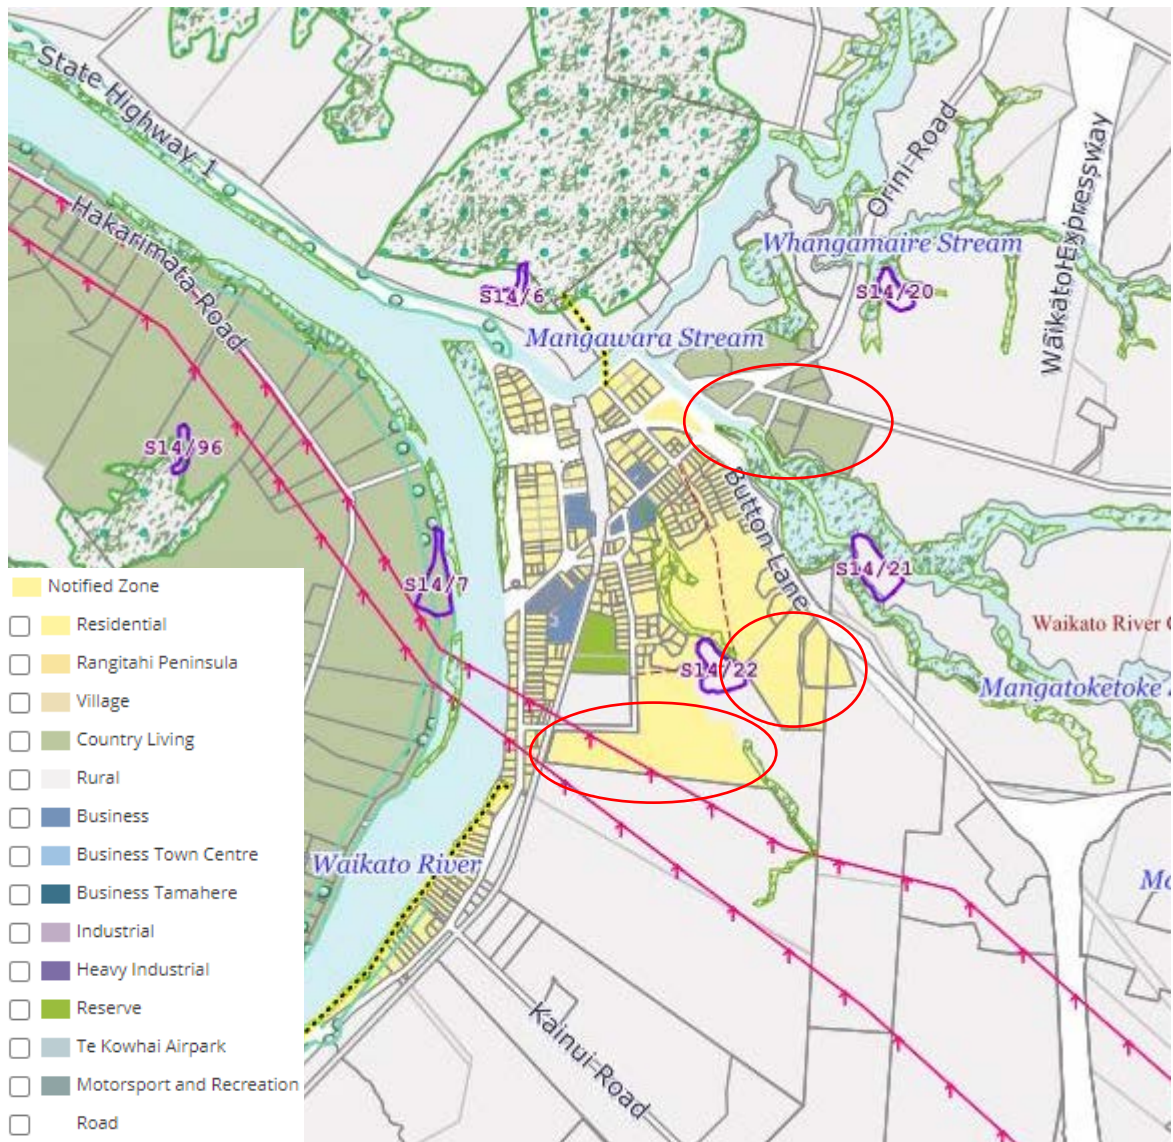 State Highway 1
Hakarimata Road
Orini Road
Waikato Expressway
Whangamaire Stream
S14/6
S14/20
Mangawara Stream
S14/96
Button Lane
S14/7
S14/21
Waikato River
S14/22
Mangatoketoke
Waikato River
Kainui Road
Notified Zone
Residential
Rangitahi Peninsula
Village
Country Living
Rural
Business
Business Town Centre
Business Tamahere
Industrial
Heavy Industrial
Reserve
Te Kowhai Airpark
Motorsport and Recreation
Road